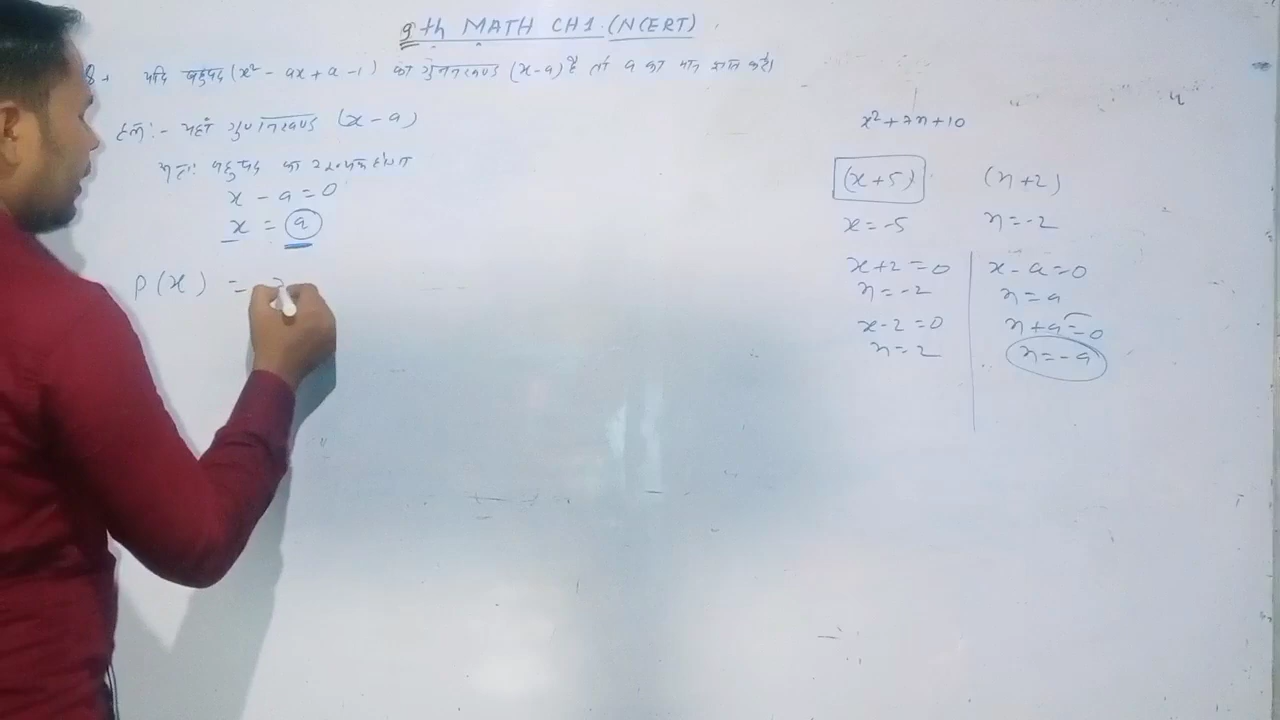 9th MATH CH1 (NCERT)
8. यदि बहुपद (x² - ax + a - 1) का गुणनखण्ड (x-a) है तो a का मान ज्ञात करें।
हल:- यहाँ गुणनखण्ड (x-a)
अतः बहुपद का शून्यक होगा
x - a = 0
x = a
P(x) =
x² + 7x + 10
(x+5) (x+2)
x = -5 x = -2
x+2 = 0 x - a = 0
x = -2 x = a
x-2 = 0 x + a = 0
x = 2 x = -a